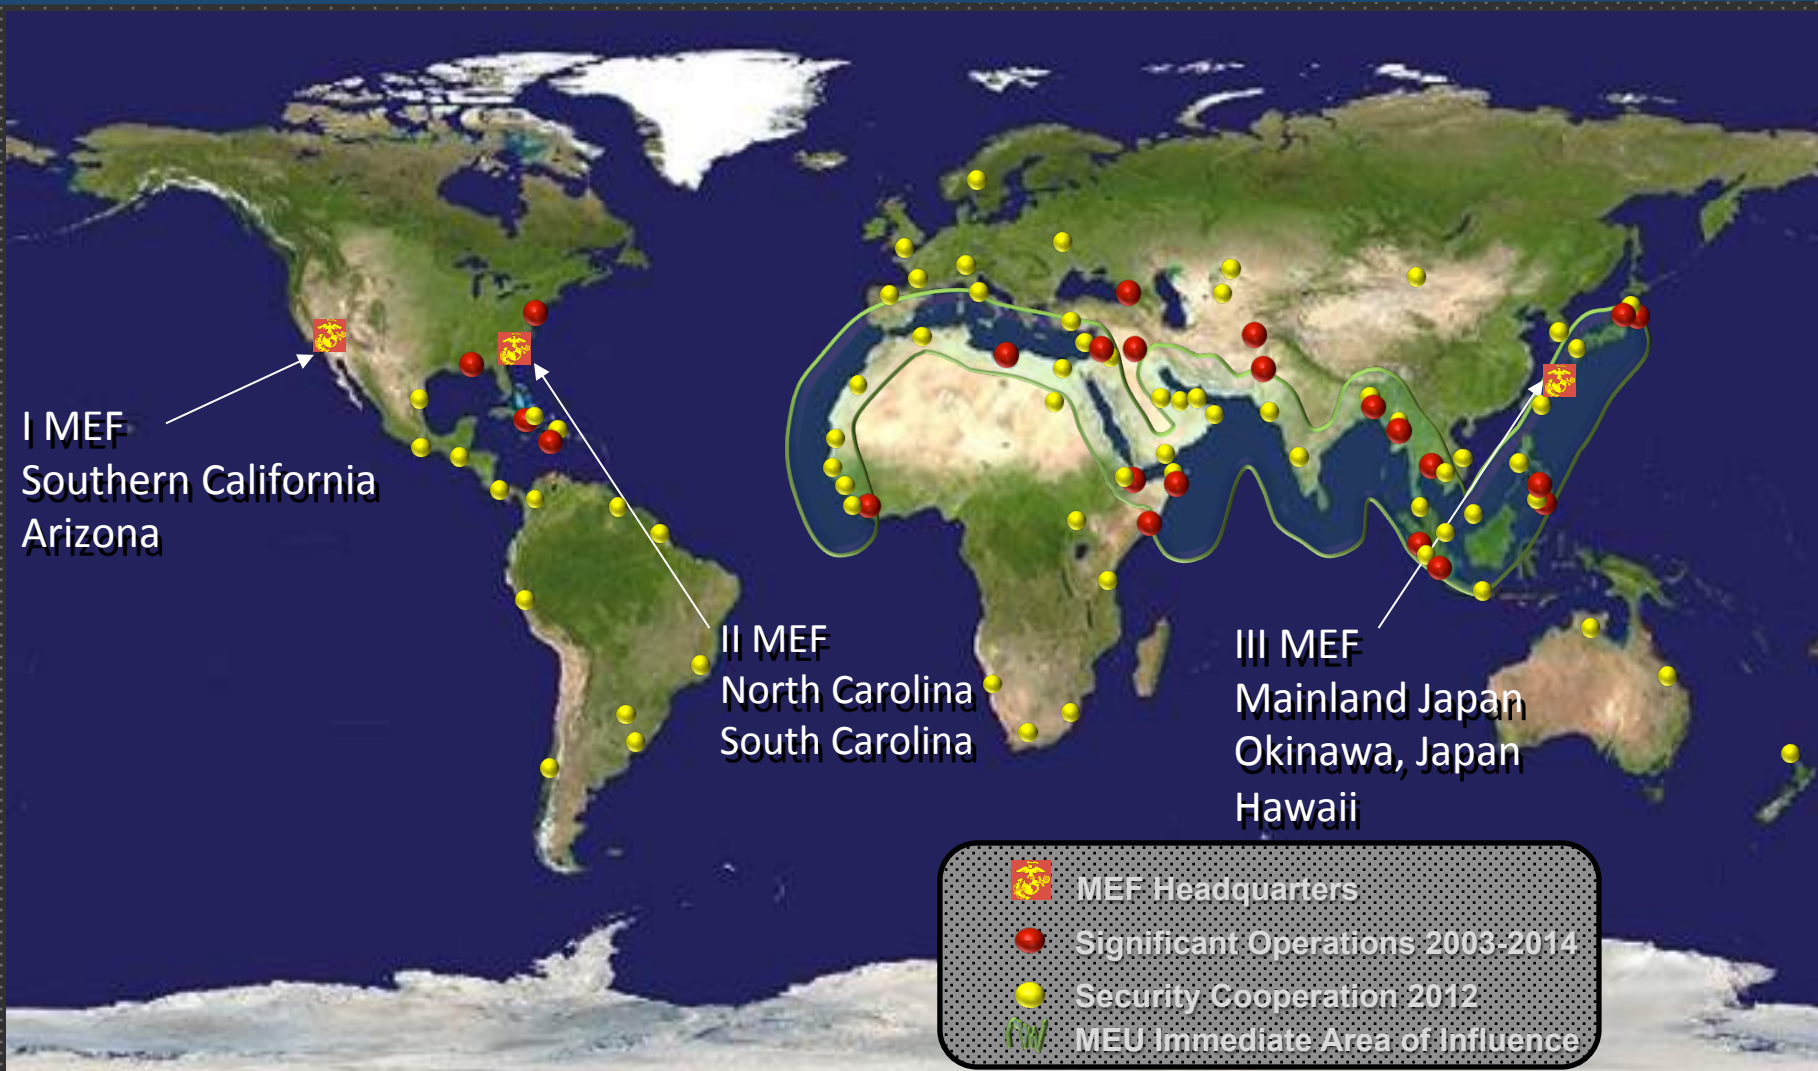 I MEF
Southern California
Arizona
II MEF
North Carolina
South Carolina
III MEF
Mainland Japan
Okinawa, Japan
Hawaii
MEF Headquarters
Significant Operations 2003-2014
Security Cooperation 2012
MEU Immediate Area of Influence